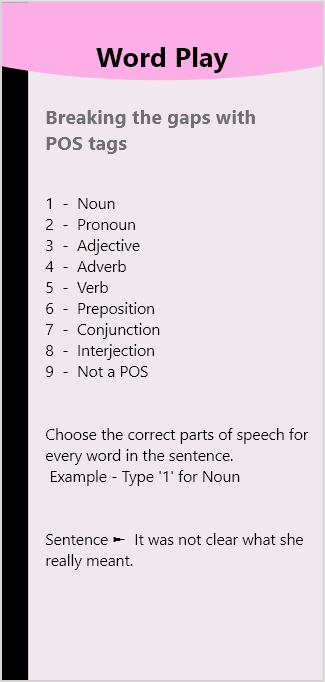 Word Play
Breaking the gaps with
POS tags
1 - Noun
2 - Pronoun
3 - Adjective
4 - Adverb
5 - Verb
6 - Preposition
7 - Conjunction
8 - Interjection
9 - Not a POS
Choose the correct parts of speech for
every word in the sentence.
Example - Type '1' for Noun
Sentence ➛ It was not clear what she
really meant.